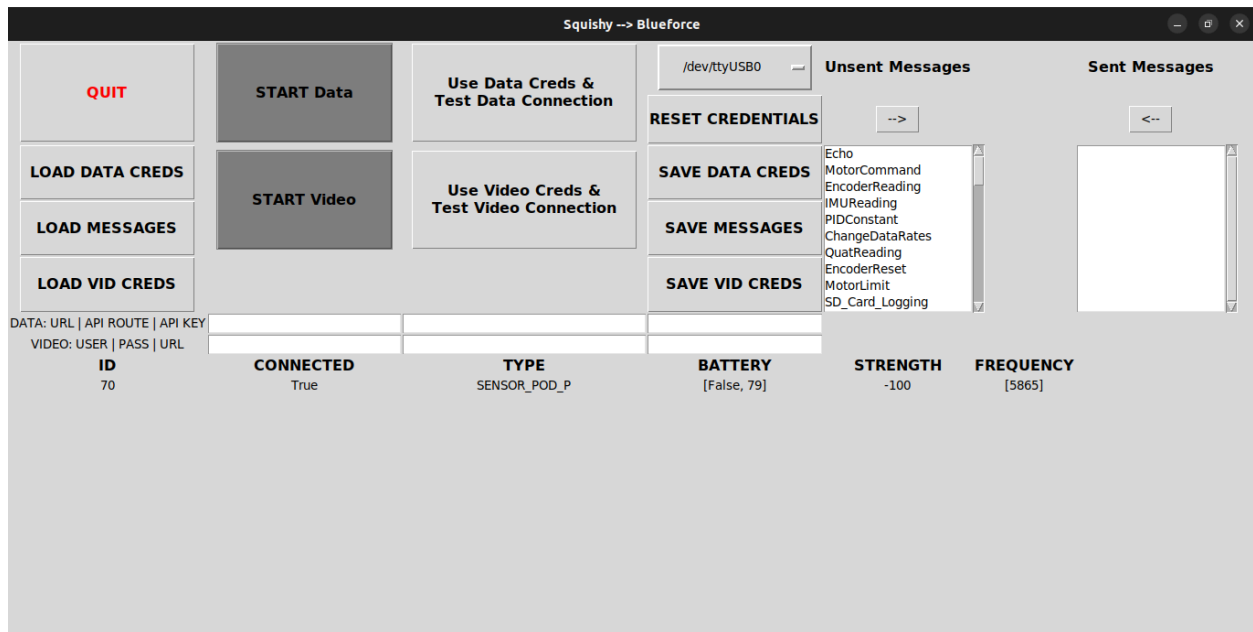 Squishy --> Blueforce
QUIT
START Data
Use Data Creds &
Test Data Connection
/dev/ttyUSB0
RESET CREDENTIALS
Unsent Messages
-->
Sent Messages
<--
LOAD DATA CREDS
LOAD MESSAGES
LOAD VID CREDS
START Video
Use Video Creds &
Test Video Connection
SAVE DATA CREDS
SAVE MESSAGES
SAVE VID CREDS
Echo
MotorCommand
EncoderReading
IMUReading
PIDConstant
ChangeDataRates
QuatReading
EncoderReset
MotorLimit
SD_Card_Logging
DATA: URL | API ROUTE | API KEY
VIDEO: USER | PASS | URL
ID CONNECTED TYPE BATTERY STRENGTH FREQUENCY
70 True SENSOR_POD_P [False, 79] -100 [5865]